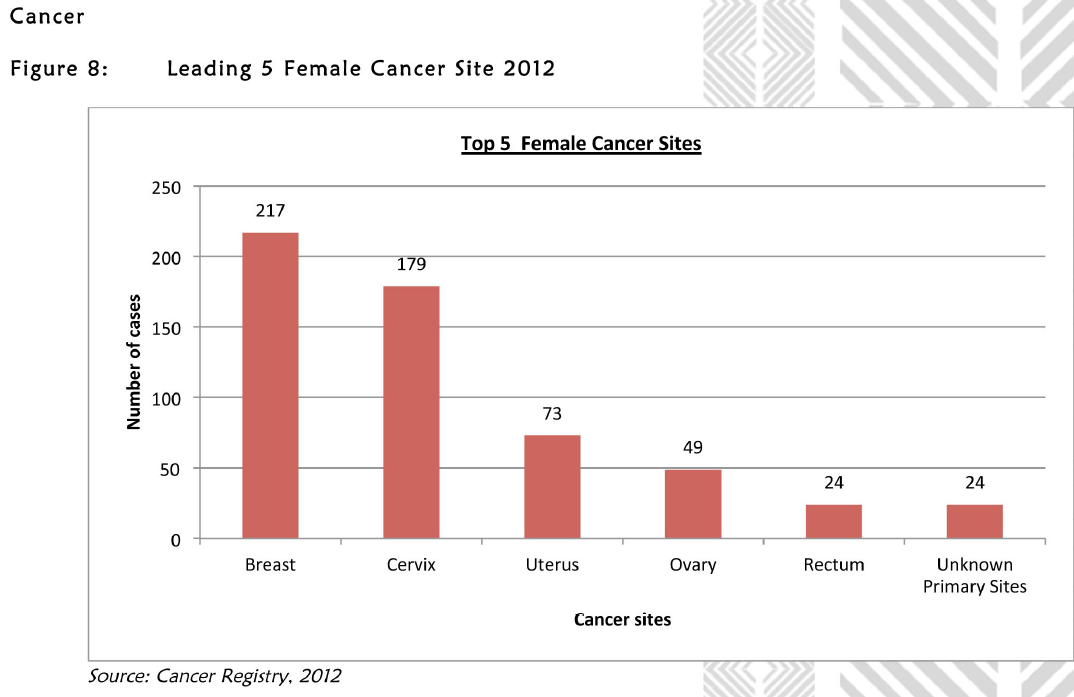 Cancer
Figure 8: Leading 5 Female Cancer Site 2012
Top 5 Female Cancer Sites
Number of cases
250
200
150
100
50
0
217
179
73
49
24
24
Breast
Cervix
Uterus
Ovary
Rectum
Unknown
Primary Sites
Cancer sites
Source: Cancer Registry, 2012